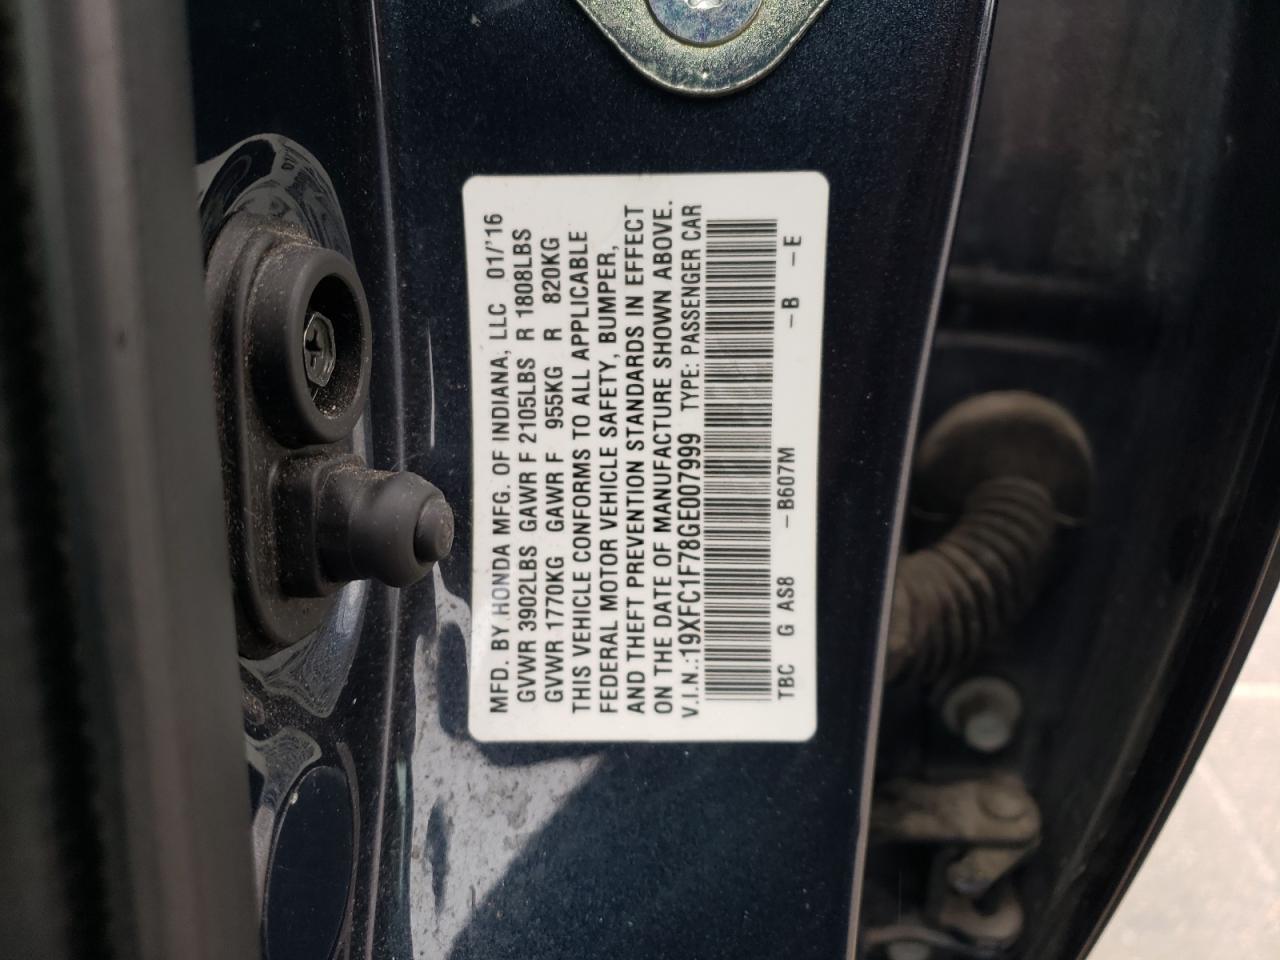 MFD. BY HONDA MFG. OF INDIANA, LLC 01/'16
GVWR 3902LBS GAWR F 2105LBS R 1808LBS
GVWR 1770KG GAWR F 955KG R 820KG
THIS VEHICLE CONFORMS TO ALL APPLICABLE
FEDERAL MOTOR VEHICLE SAFETY, BUMPER,
AND THEFT PREVENTION STANDARDS IN EFFECT
ON THE DATE OF MANUFACTURE SHOWN ABOVE.
V.I.N.:19XFC1F78GE007999 TYPE: PASSENGER CAR
TBC G AS8 -B607M -B -E